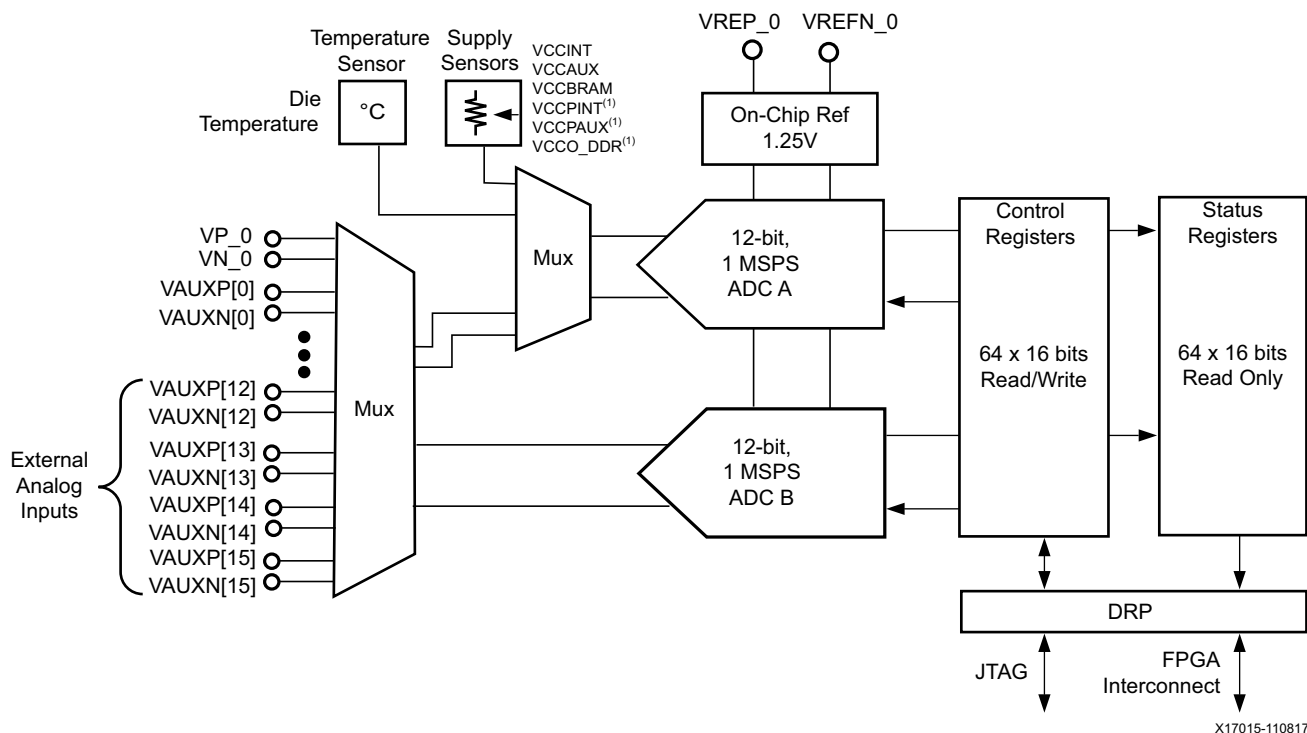 VREP_0
VREFN_0
Temperature
Sensor
Supply
Sensors
VCCINT
VCCAUX
VCCBRAM
VCCPINT(1)
VCCPAUX(1)
VCCO_DDR(1)
Die
Temperature
°C
On-Chip Ref
1.25V
VP_0
VN_0
VAUXP[0]
VAUXN[0]
VAUXP[12]
VAUXN[12]
VAUXP[13]
VAUXN[13]
VAUXP[14]
VAUXN[14]
VAUXP[15]
VAUXN[15]
External
Analog
Inputs
Mux
Mux
12-bit,
1 MSPS
ADC A
12-bit,
1 MSPS
ADC B
Control
Registers
64 x 16 bits
Read/Write
Status
Registers
64 x 16 bits
Read Only
DRP
JTAG
FPGA
Interconnect
X17015-110817